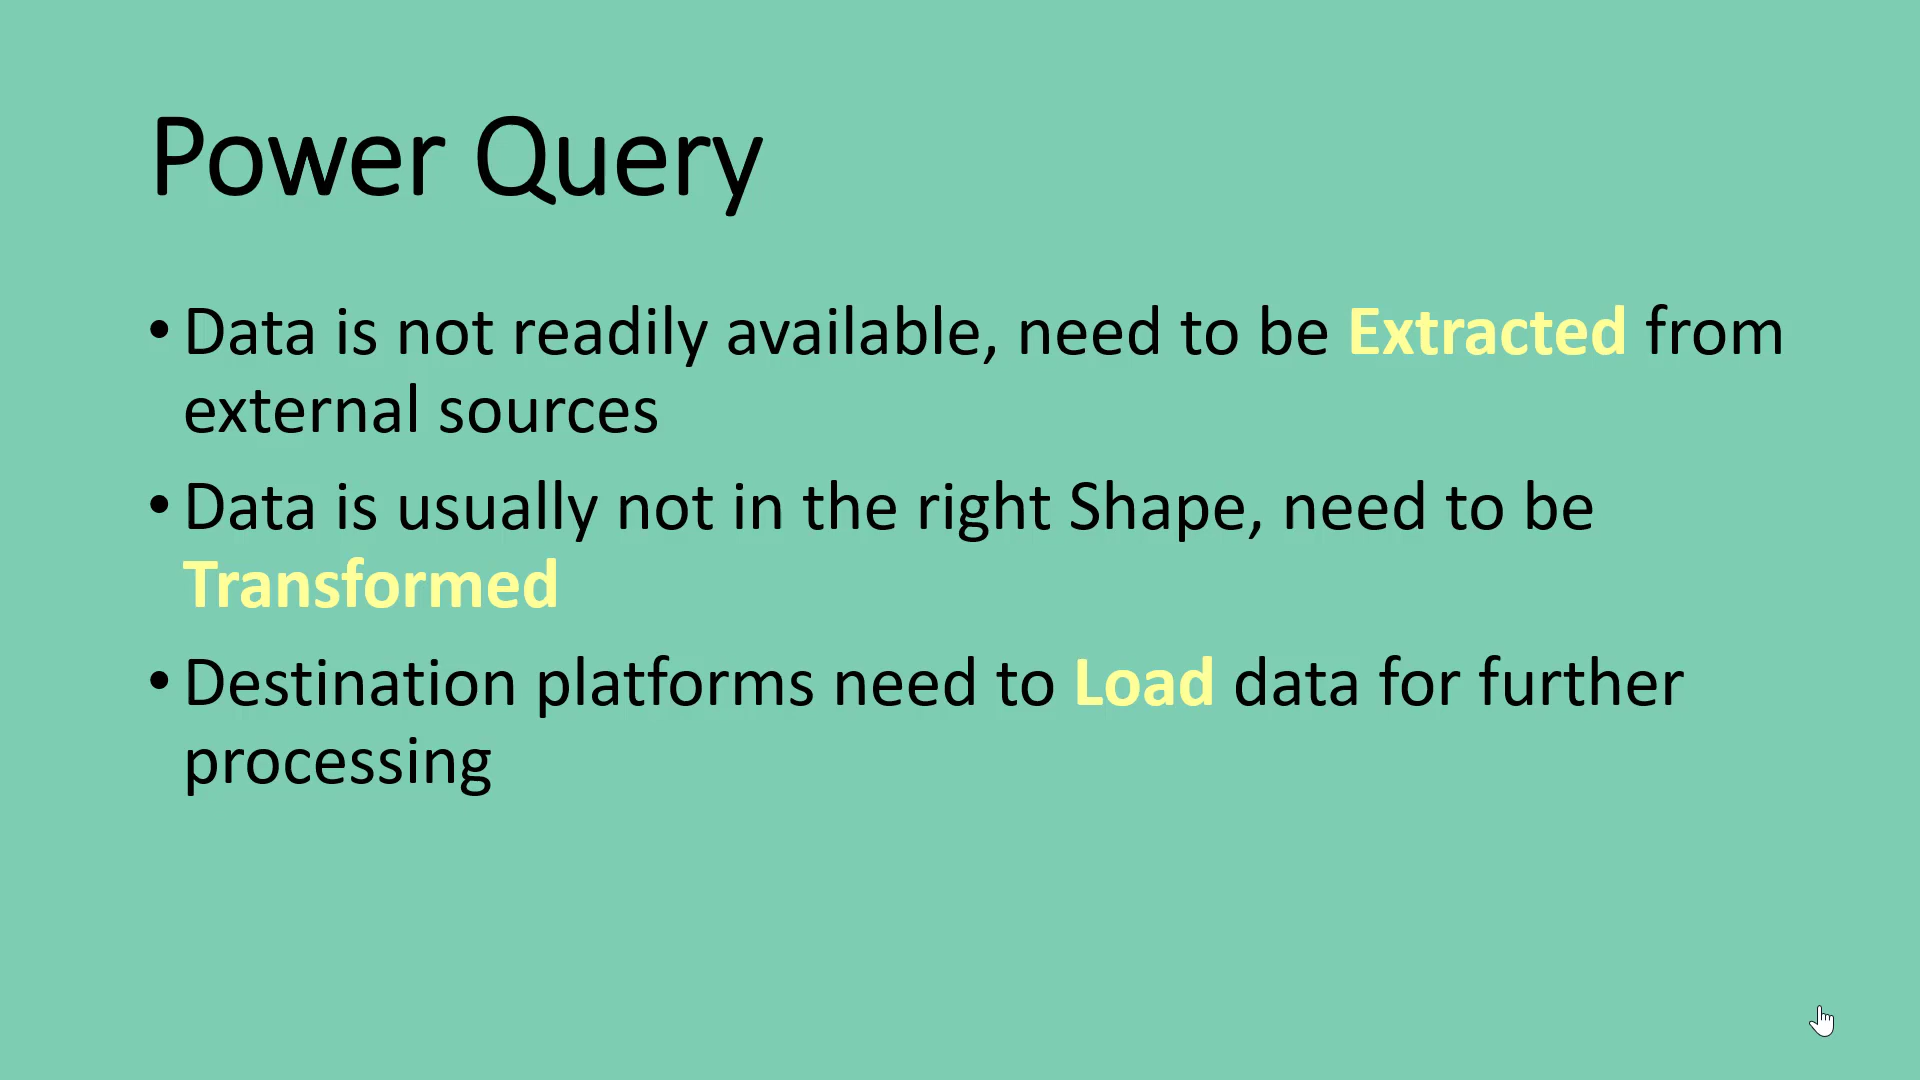 Power Query
• Data is not readily available, need to be Extracted from
external sources
• Data is usually not in the right Shape, need to be
Transformed
• Destination platforms need to Load data for further
processing